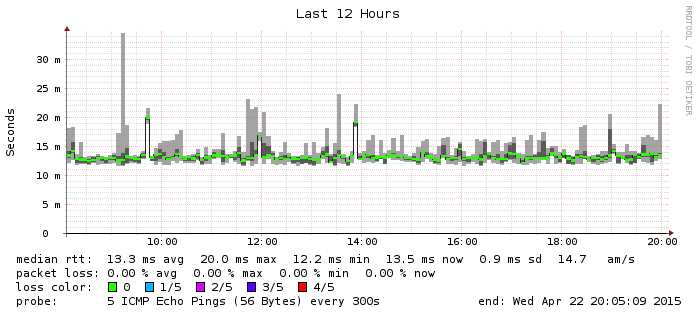 Last 12 Hours
RRDTOOL / TOBI OETIKER
Seconds
30 m
25 m
20 m
15 m
10 m
5 m
0
10:00 12:00 14:00 16:00 18:00 20:00
median rtt: 13.3 ms avg 20.0 ms max 12.2 ms min 13.5 ms now 0.9 ms sd 14.7 am/s
packet loss: 0.00 % avg 0.00 % max 0.00 % min 0.00 % now
loss color: 0 1/5 2/5 3/5 4/5
probe: 5 ICMP Echo Pings (56 Bytes) every 300s end: Wed Apr 22 20:05:09 2015